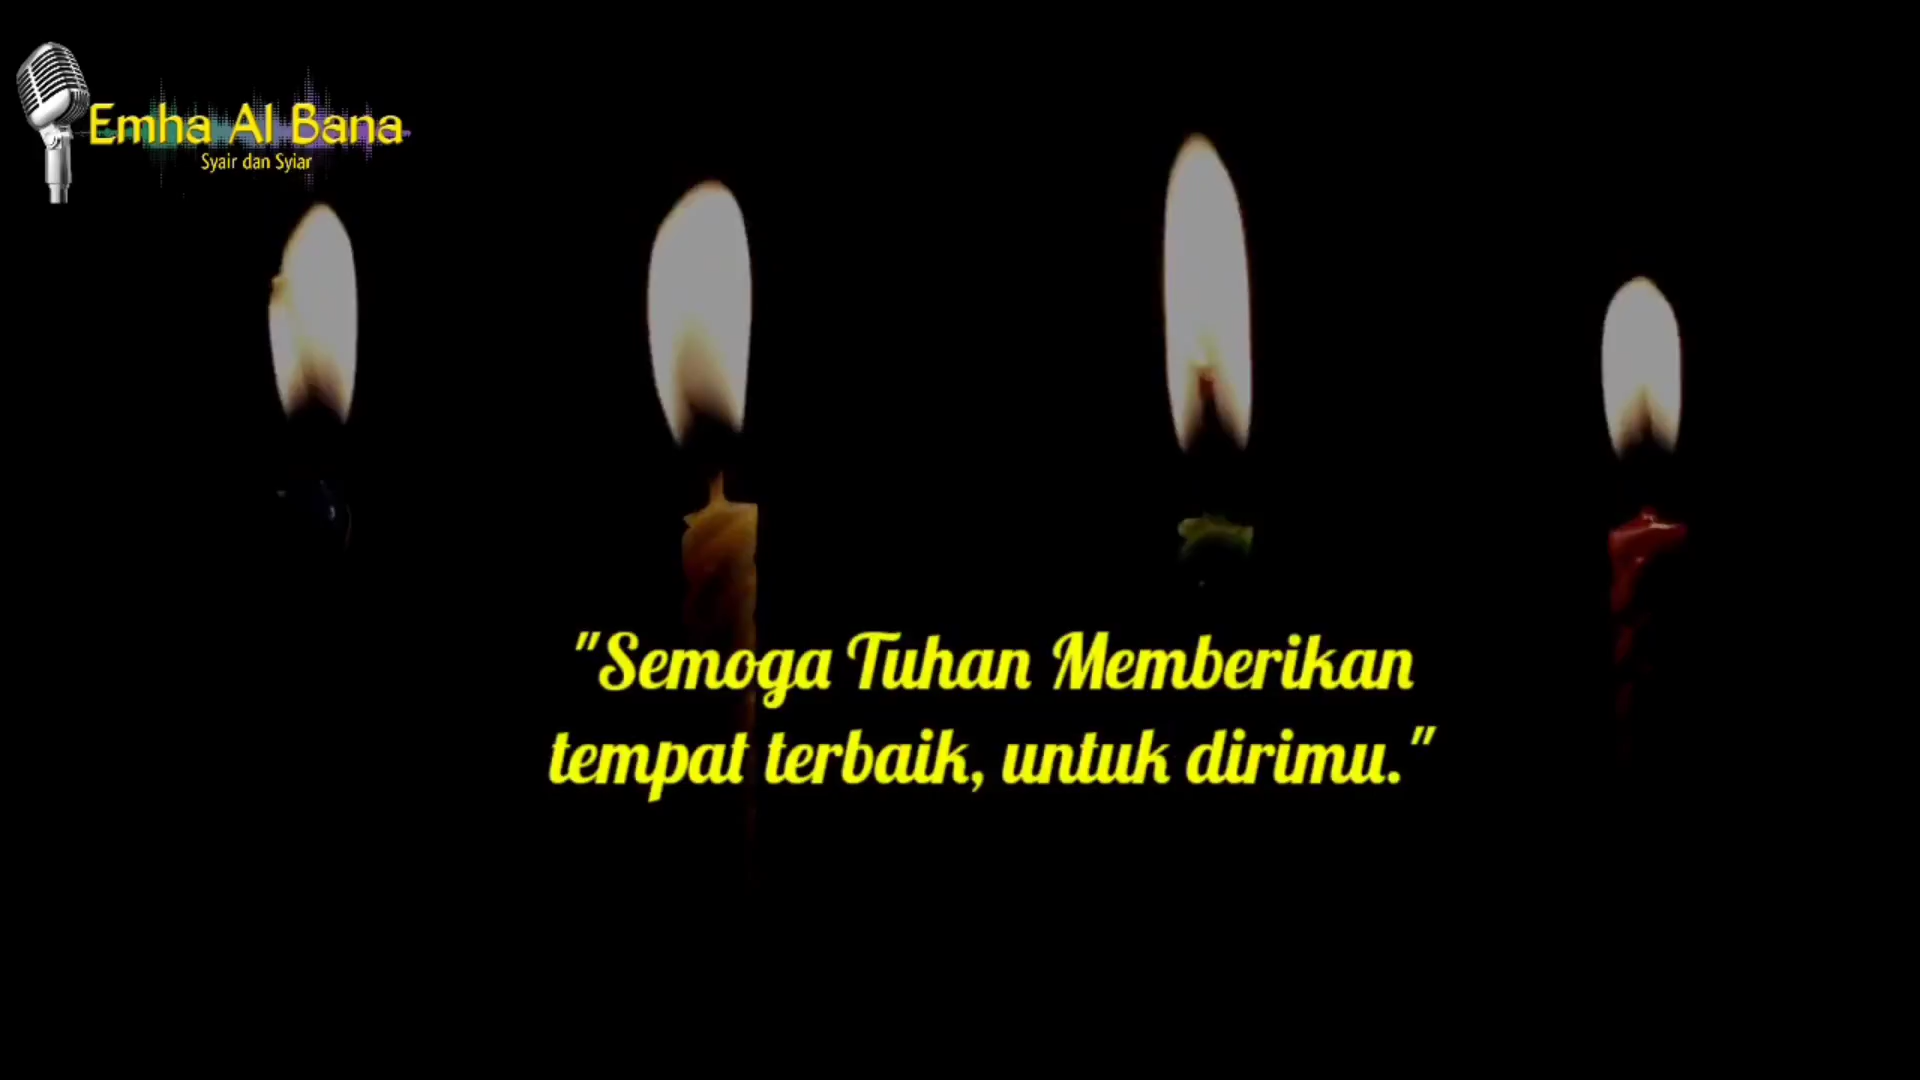 Emha Al Bana
Syair dan Syiar
"Semoga Tuhan Memberikan
tempat terbaik, untuk dirimu."